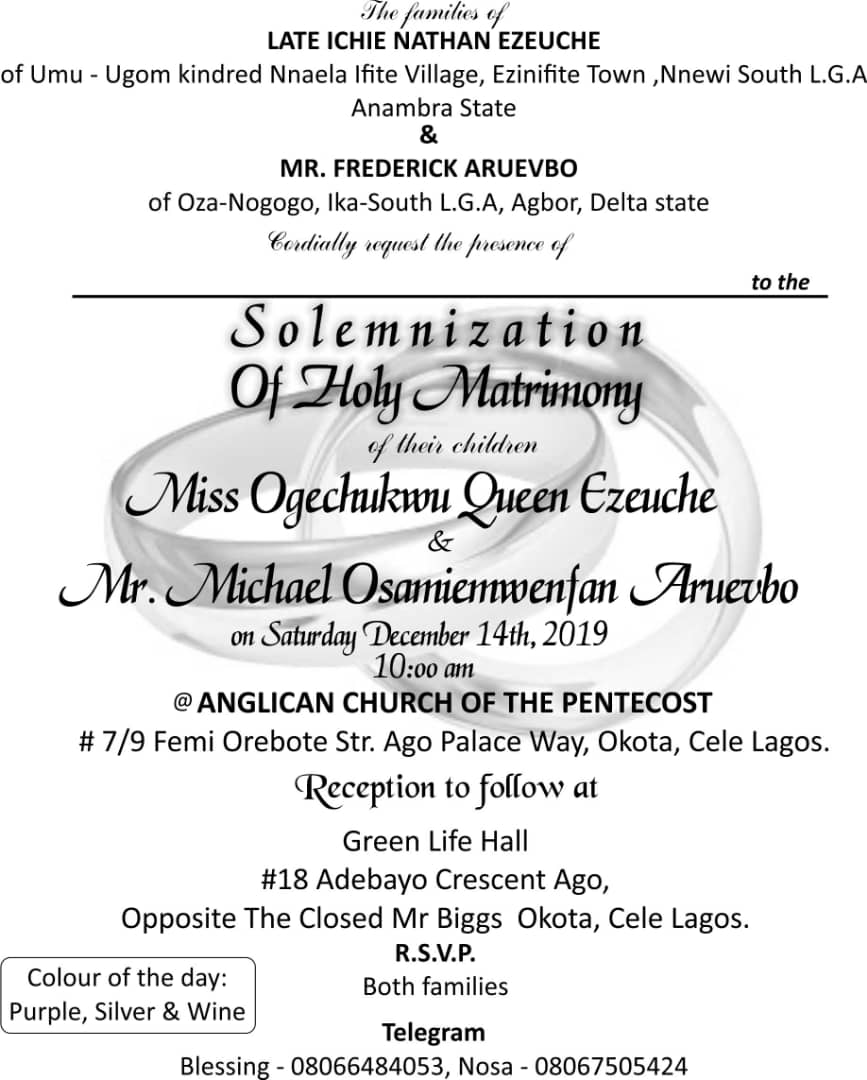 The families of
LATE ICHIE NATHAN EZEUCHE
of Umu - Ugom kindred Nnaela Ifite Village, Ezinifite Town ,Nnewi South L.G.A
Anambra State
&
MR. FREDERICK ARUEVBO
of Oza-Nogogo, Ika-South L.G.A, Agbor, Delta state
Cordially request the presence of
to the
Solemnization
Of Holy Matrimony
of their children
Miss Ogechukwu Queen Ezeuche
&
Mr. Michael Osamiemwenfan Aruevbo
on Saturday December 14th, 2019
10:00 am
@ ANGLICAN CHURCH OF THE PENTECOST
# 7/9 Femi Orebote Str. Ago Palace Way, Okota, Cele Lagos.
Reception to follow at
Green Life Hall
#18 Adebayo Crescent Ago,
Opposite The Closed Mr Biggs Okota, Cele Lagos.
R.S.V.P.
Both families
Colour of the day:
Purple, Silver & Wine
Telegram
Blessing - 08066484053, Nosa - 08067505424